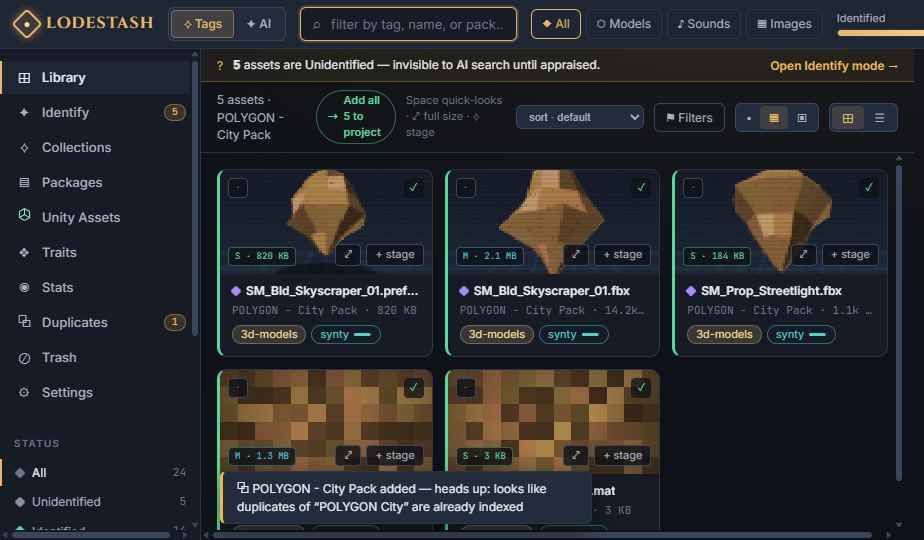 LODESTASH
Tags
AI
filter by tag, name, or pack..
All
Models
Sounds
Images
Identified
Library
Identify 5
Collections
Packages
Unity Assets
Traits
Stats
Duplicates 1
Trash
Settings
STATUS
All 24
Unidentified 5
? 5 assets are Unidentified — invisible to AI search until appraised.
Open Identify mode →
5 assets ·
POLYGON -
City Pack
→ Add all
5 to
project
Space quick-looks
· ⤢ full size · ⟡
stage
sort · default
Filters
S · 820 KB
+ stage
SM_Bld_Skyscraper_01.pref…
POLYGON - City Pack · 820 KB
3d-models
synty
M · 2.1 MB
+ stage
SM_Bld_Skyscraper_01.fbx
POLYGON - City Pack · 14.2k…
3d-models
synty
S · 184 KB
+ stage
SM_Prop_Streetlight.fbx
POLYGON - City Pack · 1.1k …
3d-models
synty
M · 1.3 MB
+ stage
S · 3 KB
+ stage
.mat
· 3 KB
POLYGON - City Pack added — heads up: looks like
duplicates of “POLYGON City” are already indexed